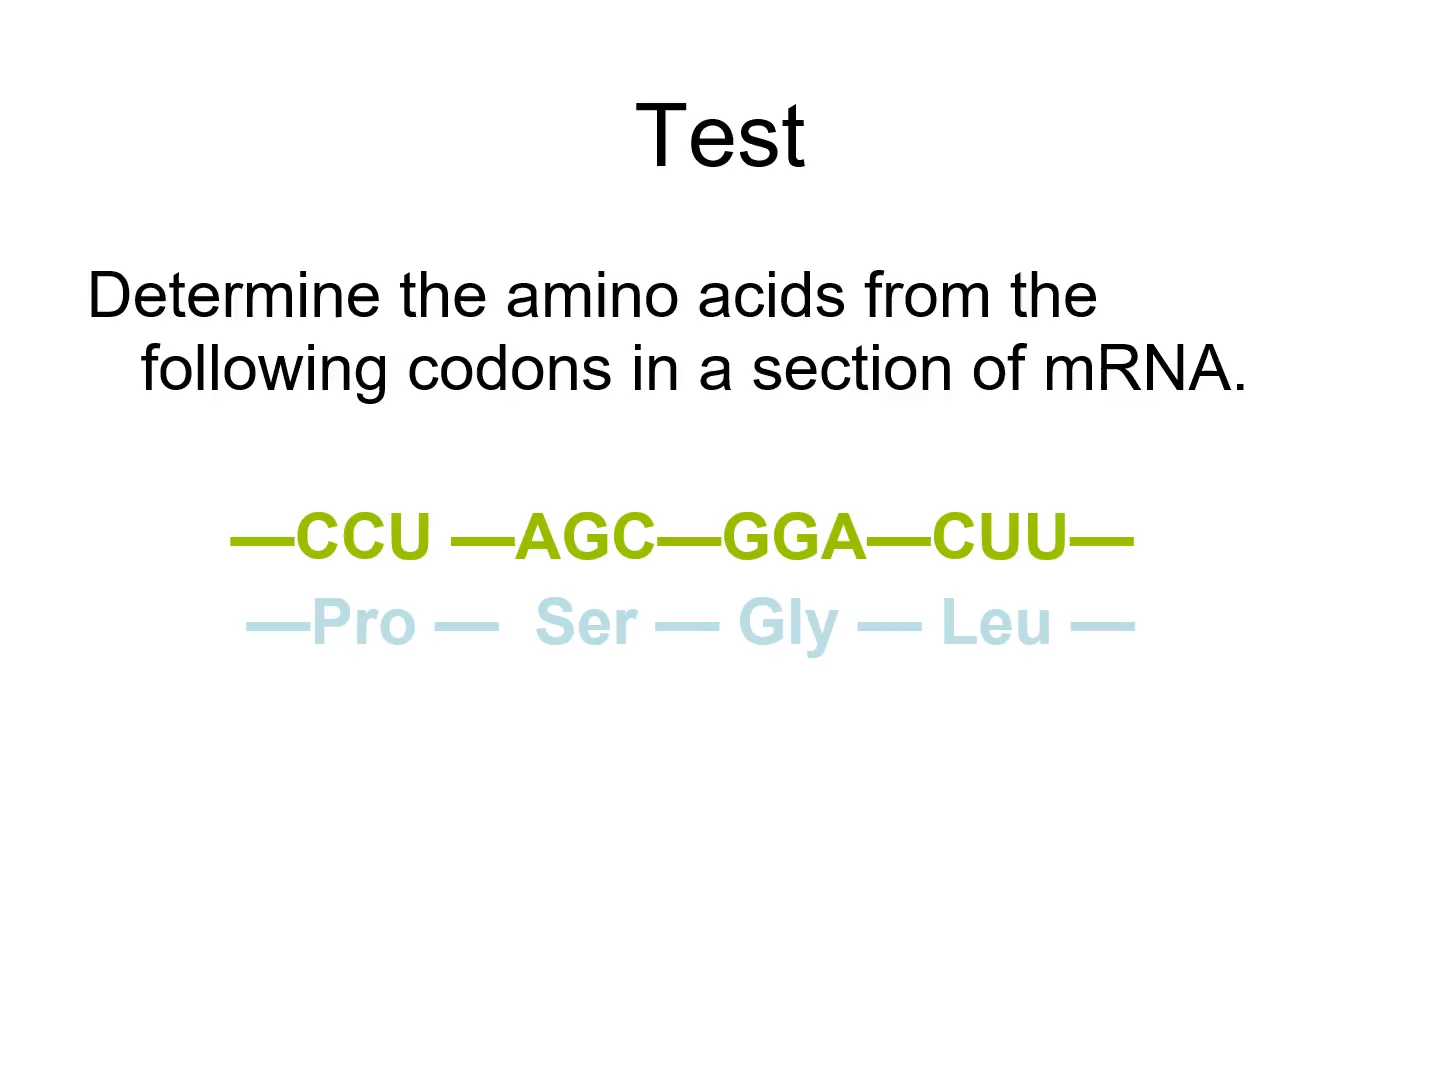 Test
Determine the amino acids from the
following codons in a section of mRNA.
—CCU —AGC—GGA—CUU—
—Pro — Ser — Gly — Leu —